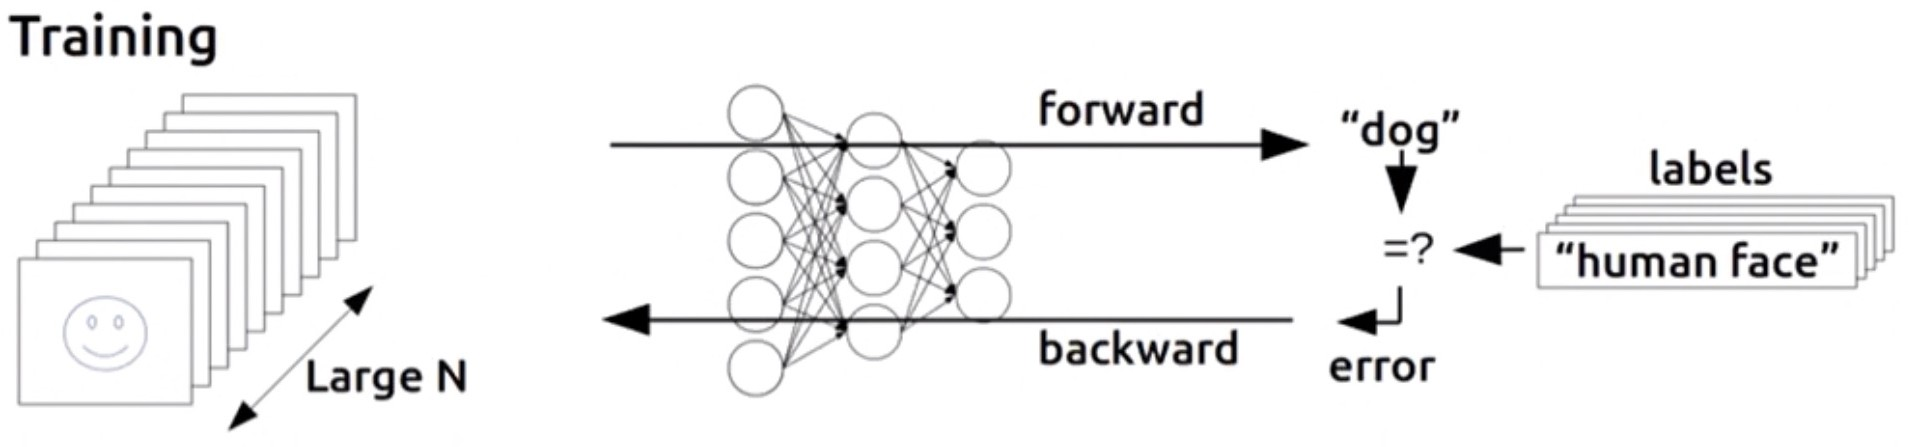 Training
Large N
forward
backward
“dog”
=?
error
labels
“human face”